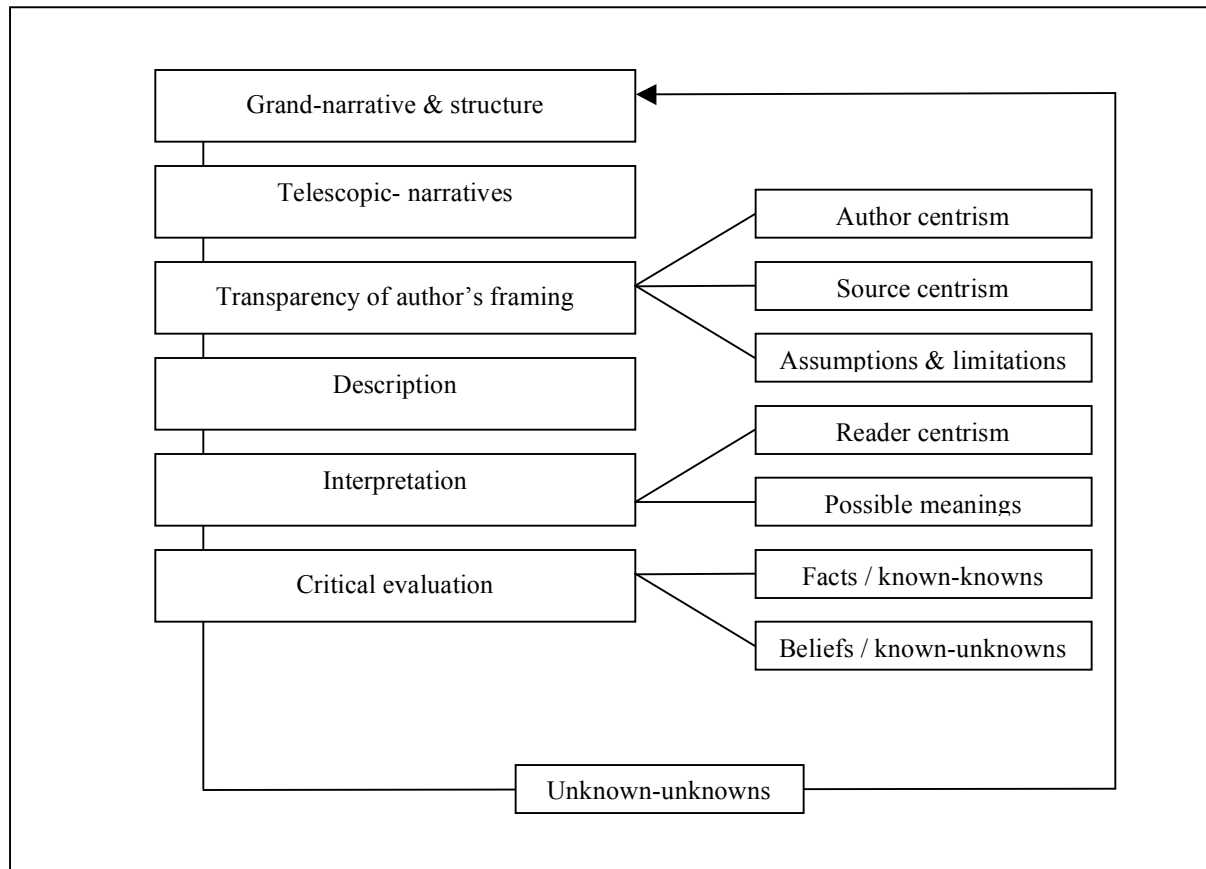 Grand-narrative & structure
Telescopic- narratives
Transparency of author’s framing
Author centrism
Source centrism
Assumptions & limitations
Description
Interpretation
Reader centrism
Possible meanings
Critical evaluation
Facts / known-knowns
Beliefs / known-unknowns
Unknown-unknowns